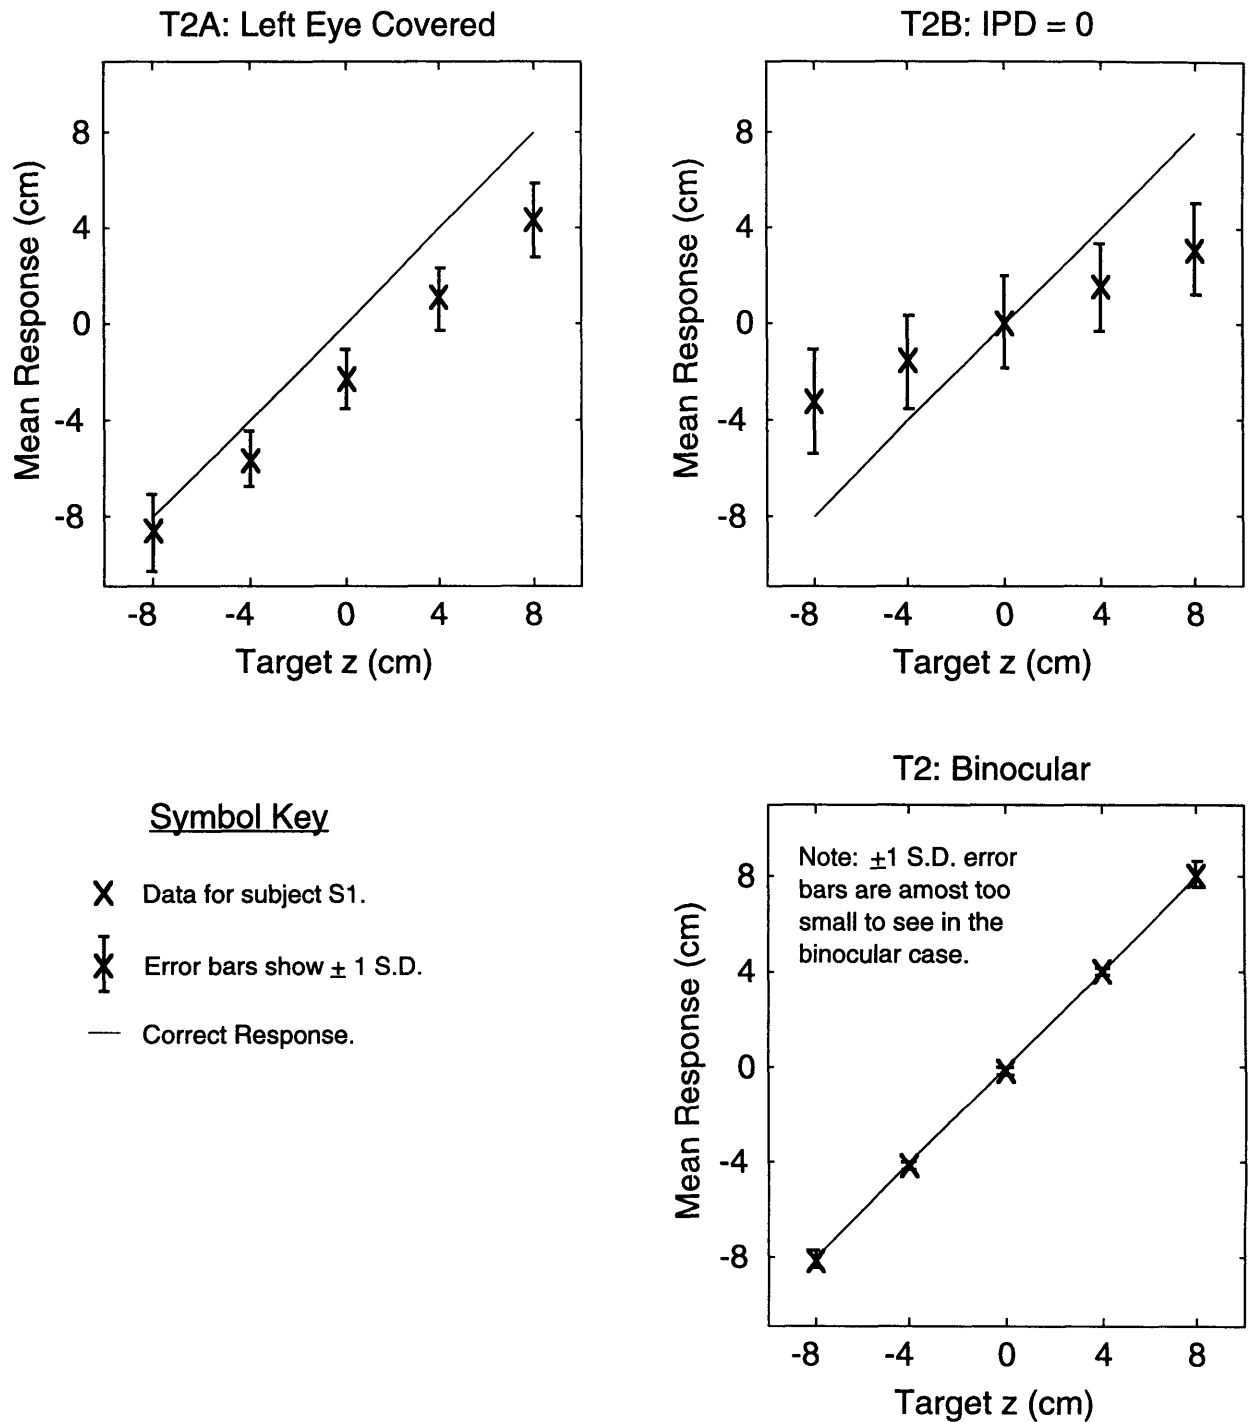 T2A: Left Eye Covered
8
4
0
-4
-8
Mean Response (cm)
-8 -4 0 4 8
Target z (cm)
T2B: IPD = 0
8
4
0
-4
-8
Mean Response (cm)
-8 -4 0 4 8
Target z (cm)
Symbol Key
Data for subject S1.
Error bars show ± 1 S.D.
Correct Response.
T2: Binocular
Note: ±1 S.D. error
bars are amost too
small to see in the
binocular case.
8
4
0
-4
-8
Mean Response (cm)
-8 -4 0 4 8
Target z (cm)